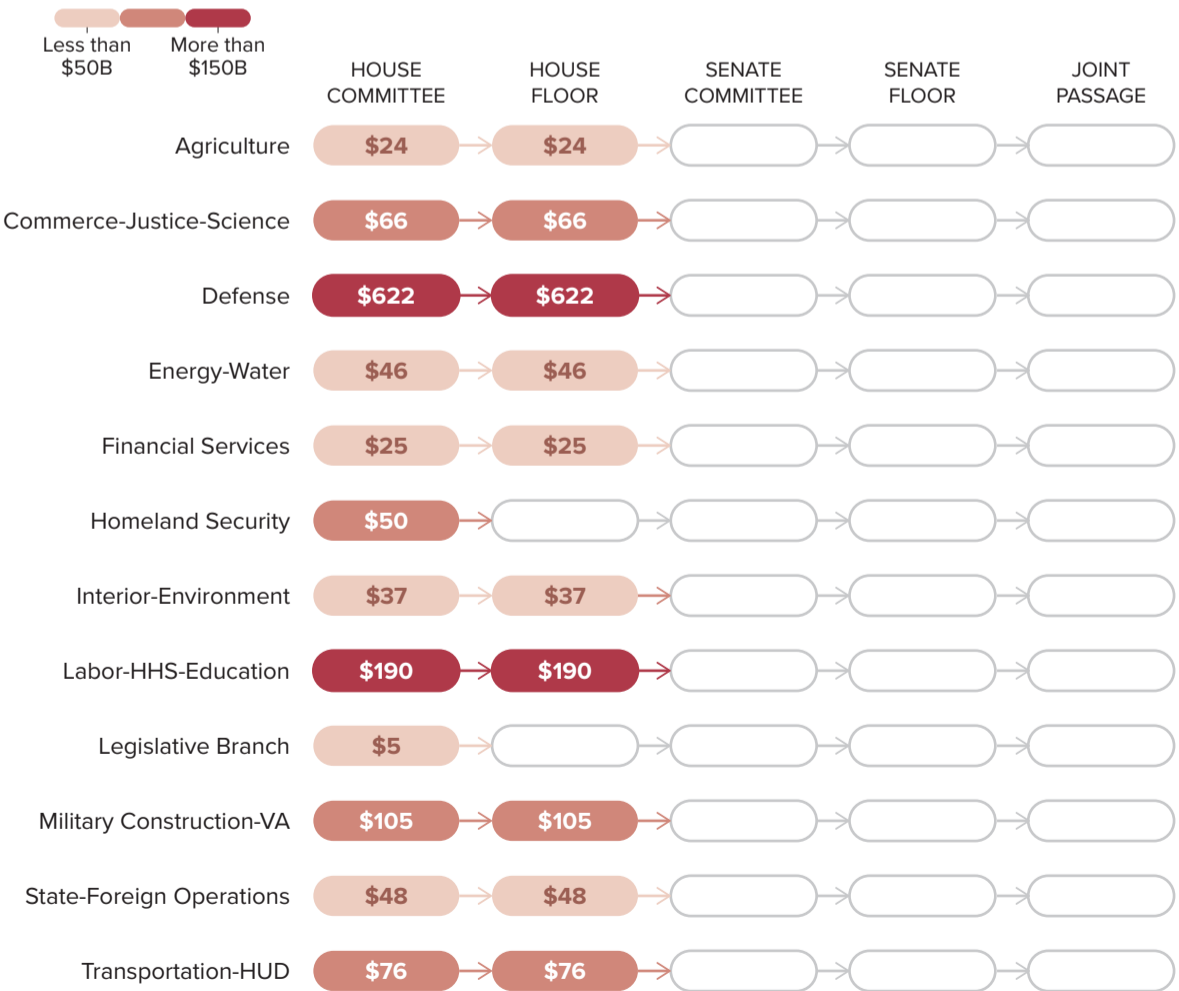 Less than
$50B
More than
$150B
HOUSE
COMMITTEE
HOUSE
FLOOR
SENATE
COMMITTEE
SENATE
FLOOR
JOINT
PASSAGE
Agriculture $24 $24
Commerce-Justice-Science $66 $66
Defense $622 $622
Energy-Water $46 $46
Financial Services $25 $25
Homeland Security $50
Interior-Environment $37 $37
Labor-HHS-Education $190 $190
Legislative Branch $5
Military Construction-VA $105 $105
State-Foreign Operations $48 $48
Transportation-HUD $76 $76